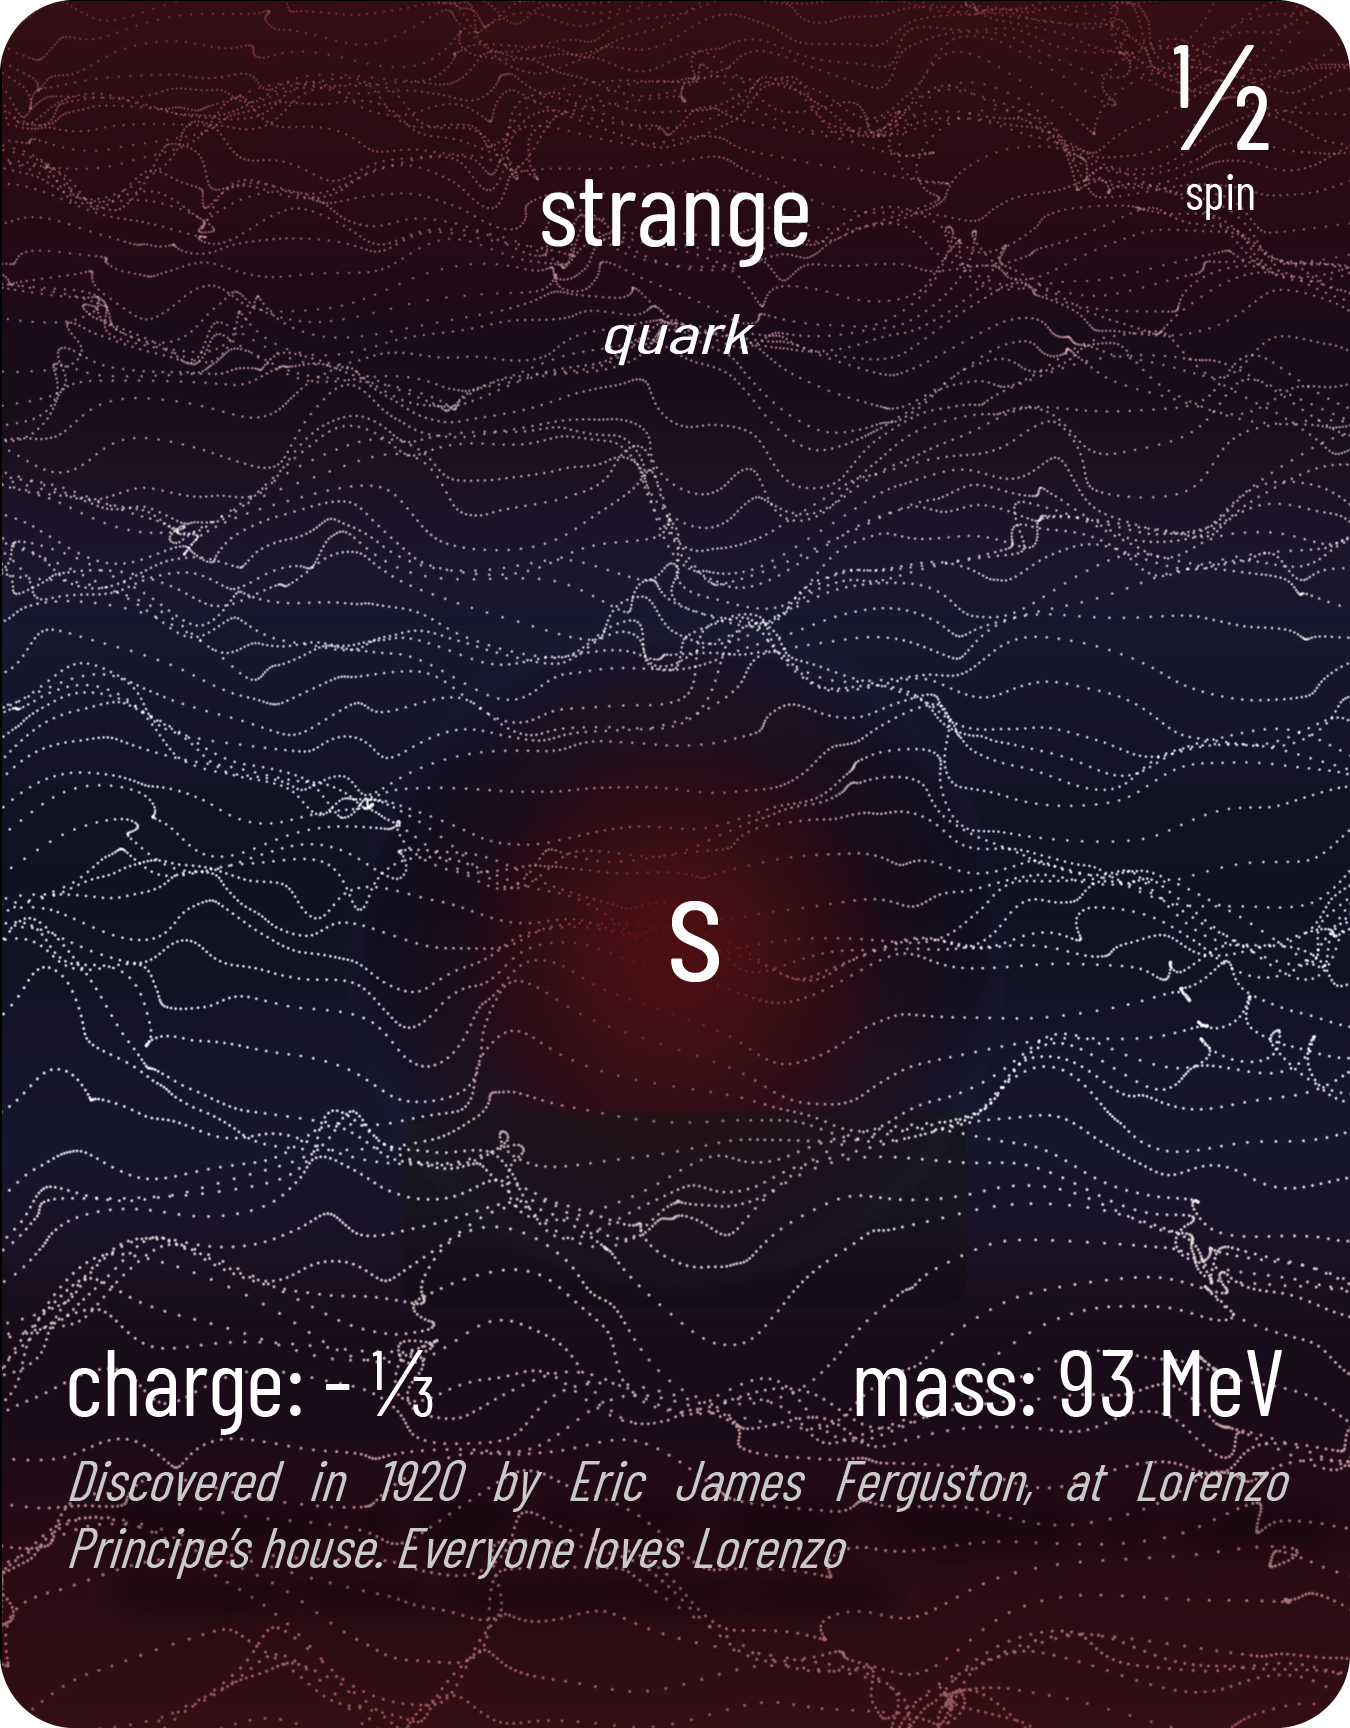 ½
spin
strange
quark
s
charge: - ⅓
mass: 93 MeV
Discovered in 1920 by Eric James Ferguston, at Lorenzo
Principe's house. Everyone loves Lorenzo